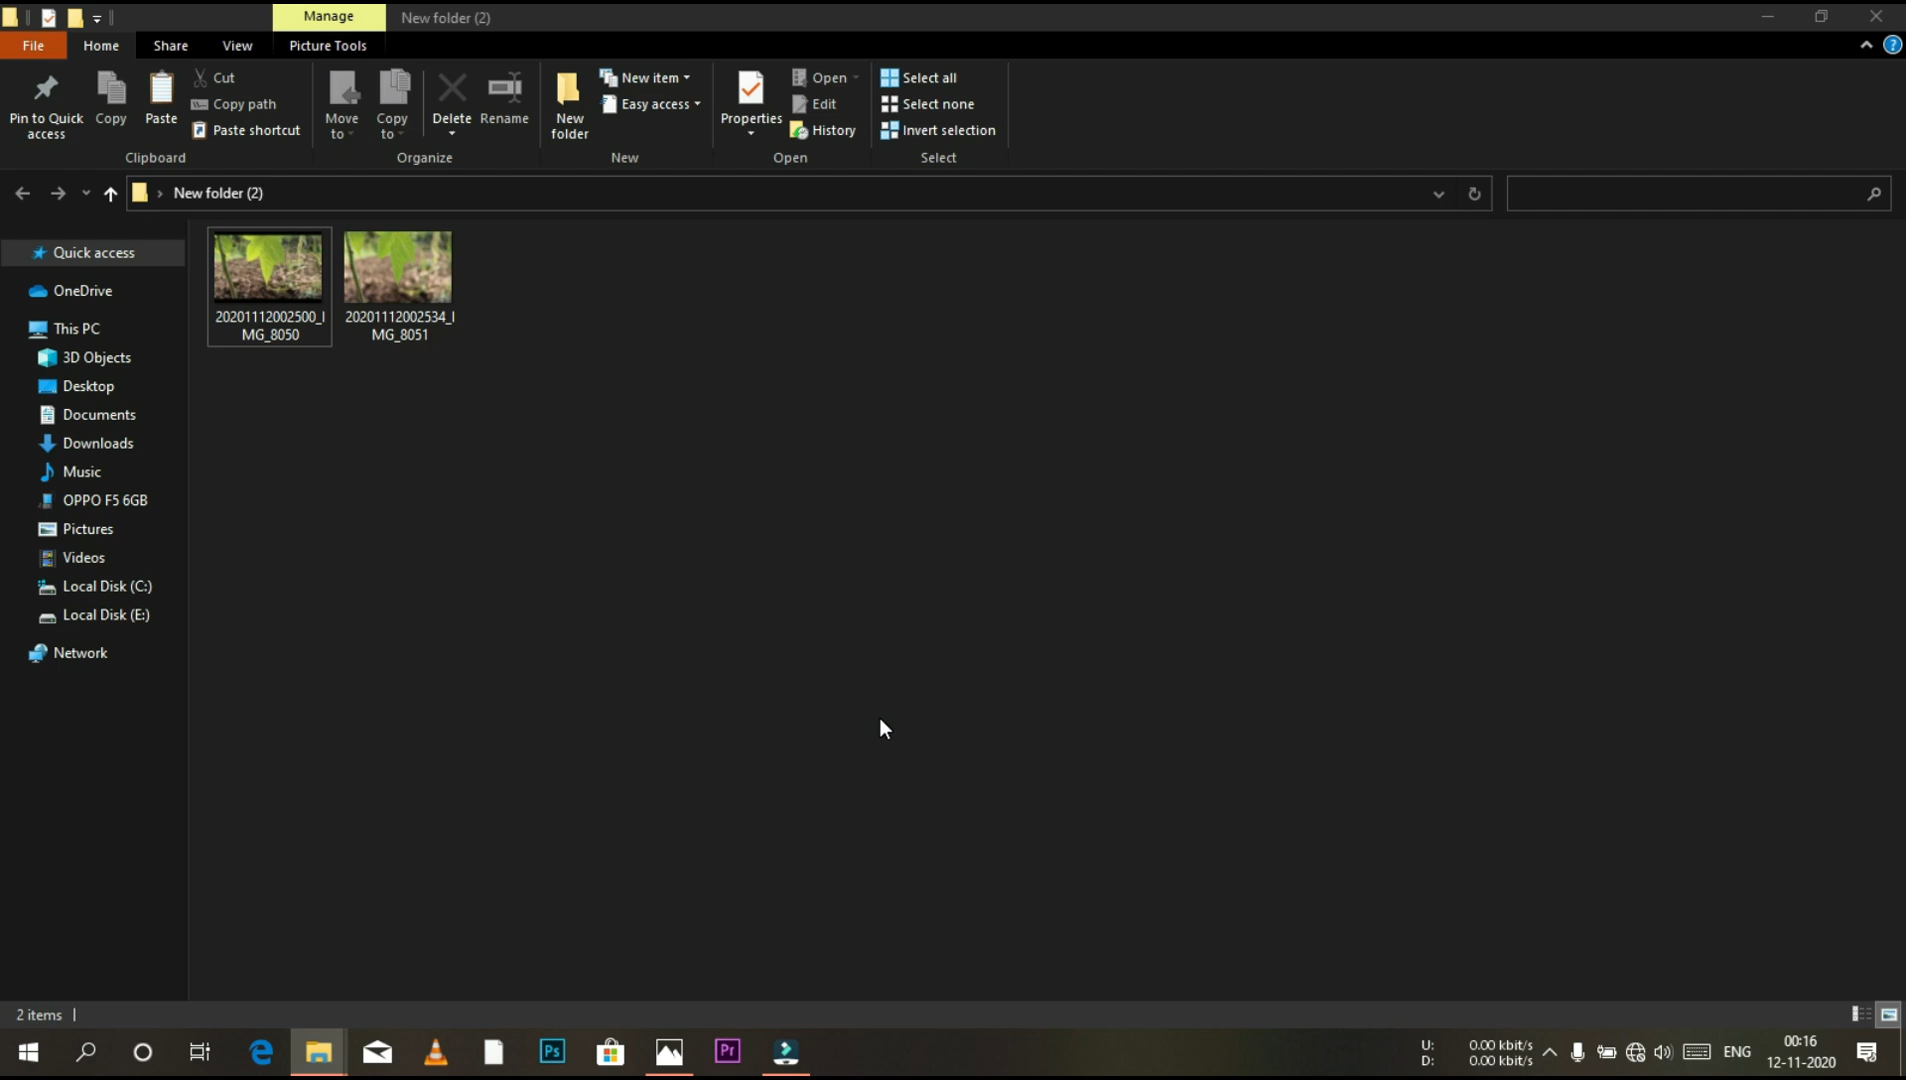 Manage
New folder (2)
File
Home
Share
View
Picture Tools
Pin to Quick
access
Copy
Paste
Cut
Copy path
Paste shortcut
Clipboard
Move
to
Copy
to
Delete
Rename
Organize
New
folder
New item
Easy access
New
Properties
Open
Edit
History
Open
Select all
Select none
Invert selection
Select
New folder (2)
Quick access
OneDrive
This PC
3D Objects
Desktop
Documents
Downloads
Music
OPPO F5 6GB
Pictures
Videos
Local Disk (C:)
Local Disk (E:)
Network
20201112002500_I
MG_8050
20201112002534_I
MG_8051
2 items
Ps
Pr
U: 0.00 kbit/s
D: 0.00 kbit/s
ENG
00:16
12-11-2020